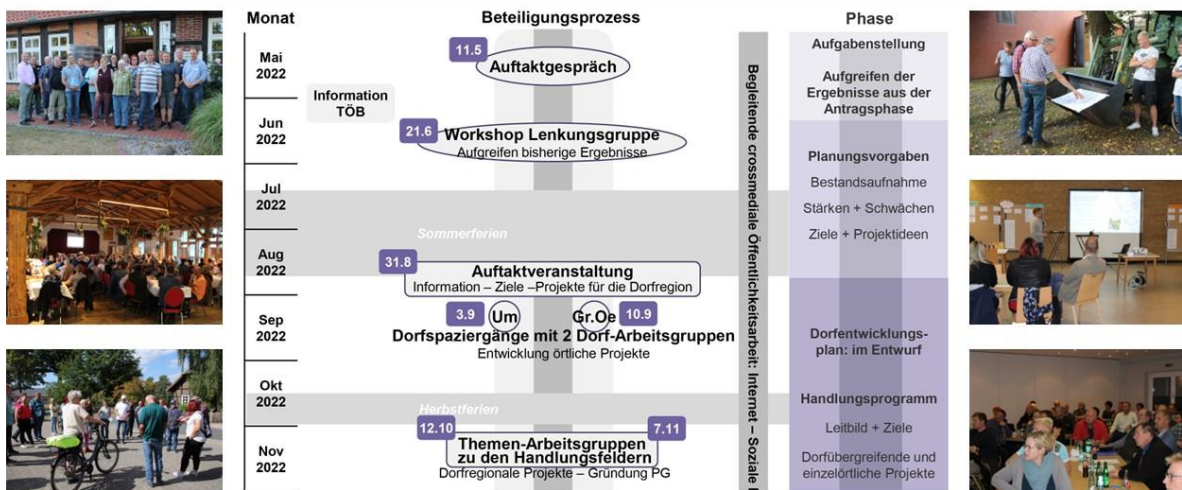 Monat
Beteiligungsprozess
Phase
Mai
2022
11.5
Auftaktgespräch
Information
TÖB
Jun
2022
21.6
Workshop Lenkungsgruppe
Aufgreifen bisherige Ergebnisse
Jul
2022
Sommerferien
Aug
2022
31.8
Auftaktveranstaltung
Information – Ziele –Projekte für die Dorfregion
Sep
2022
3.9
Um
Gr.Oe
10.9
Dorfspaziergänge mit 2 Dorf-Arbeitsgruppen
Entwicklung örtliche Projekte
Okt
2022
Herbstferien
12.10
7.11
Nov
2022
Themen-Arbeitsgruppen
zu den Handlungsfeldern
Dorfregionale Projekte – Gründung PG
Begleitende crossmediale Öffentlichkeitsarbeit: Internet – Soziale
Aufgabenstellung
Aufgreifen der
Ergebnisse aus der
Antragsphase
Planungsvorgaben
Bestandsaufnahme
Stärken + Schwächen
Ziele + Projektideen
Dorfentwicklungs-
plan: im Entwurf
Handlungsprogramm
Leitbild + Ziele
Dorfübergreifende und
einzelörtliche Projekte